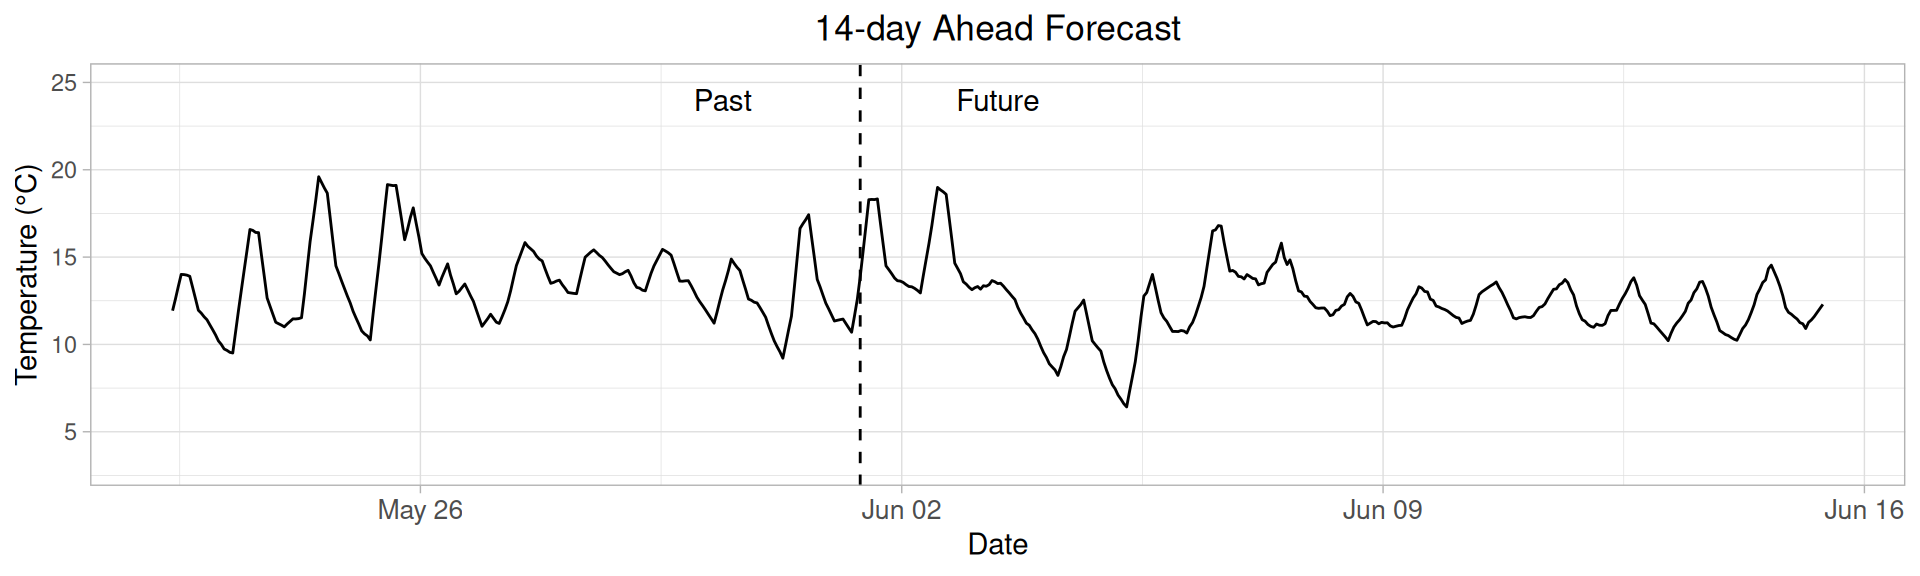 14-day Ahead Forecast
Past
Future
Temperature (°C)
25
20
15
10
5
May 26
Jun 02
Jun 09
Jun 16
Date